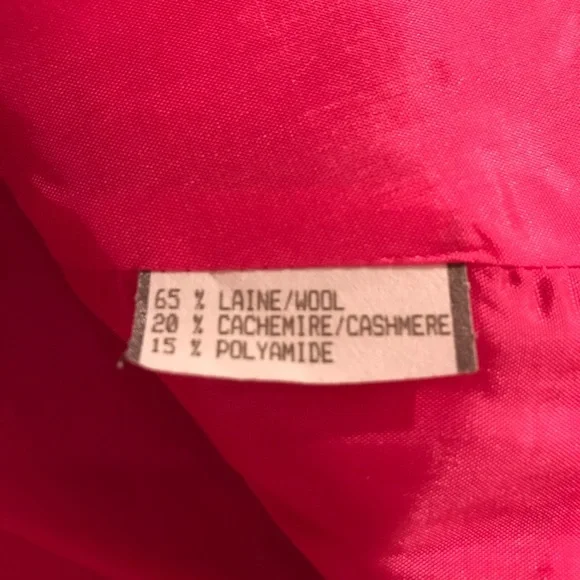 65 % LAINE/WOOL
20 % CACHEMIRE/CASHMERE
15 % POLYAMIDE